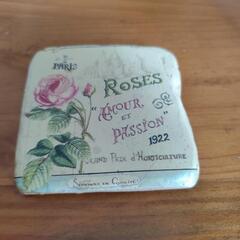 PARIS
ROSES
"AMOUR
ET
PASSION"
1922
GRAND PRIX D'HORTICULTURE